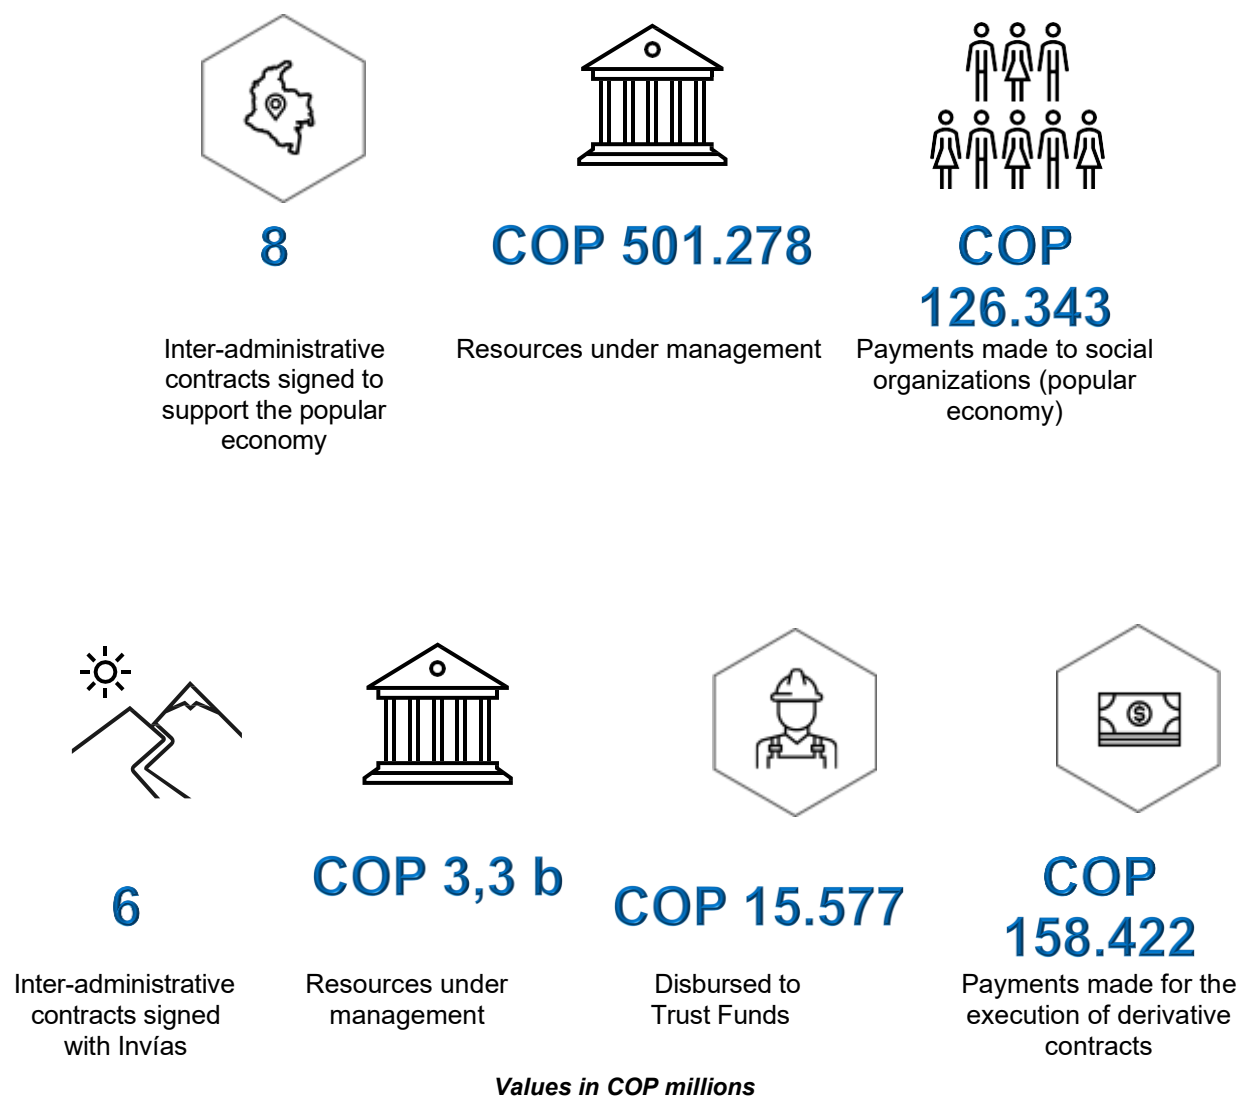 8
Inter-administrative
contracts signed to
support the popular
economy
COP 501.278
Resources under management
COP
126.343
Payments made to social
organizations (popular
economy)
6
Inter-administrative
contracts signed
with Invías
COP 3,3 b
Resources under
management
COP 15.577
Disbursed to
Trust Funds
$
COP
158.422
Payments made for the
execution of derivative
contracts
Values in COP millions